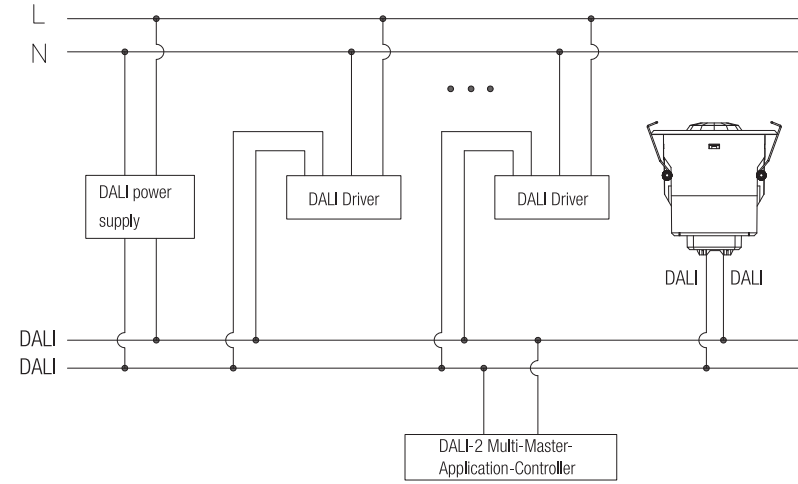 L
N
DALI power
supply
DALI Driver
DALI Driver
DALI
DALI
DALI
DALI
DALI-2 Multi-Master-
Application-Controller